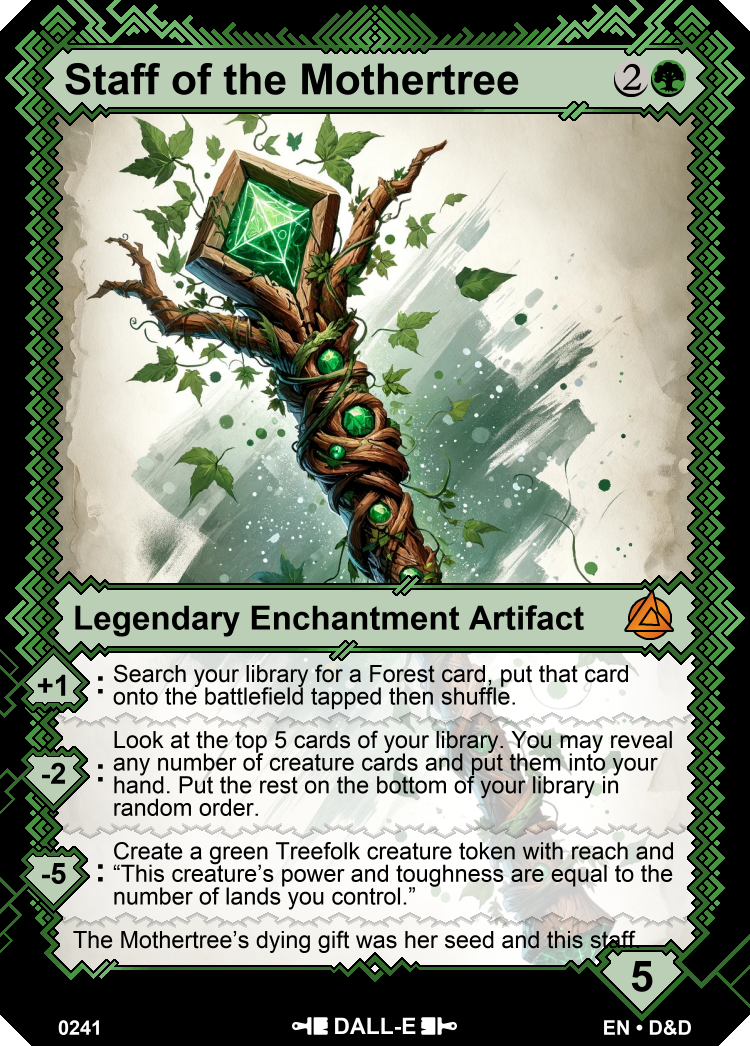 Staff of the Mothertree 2
Legendary Enchantment Artifact
+1 : Search your library for a Forest card, put that card
onto the battlefield tapped then shuffle.
-2 : Look at the top 5 cards of your library. You may reveal
any number of creature cards and put them into your
hand. Put the rest on the bottom of your library in
random order.
-5 : Create a green Treefolk creature token with reach and
“This creature’s power and toughness are equal to the
number of lands you control.”
The Mothertree’s dying gift was her seed and this staff.
5
0241 DALL-E EN • D&D